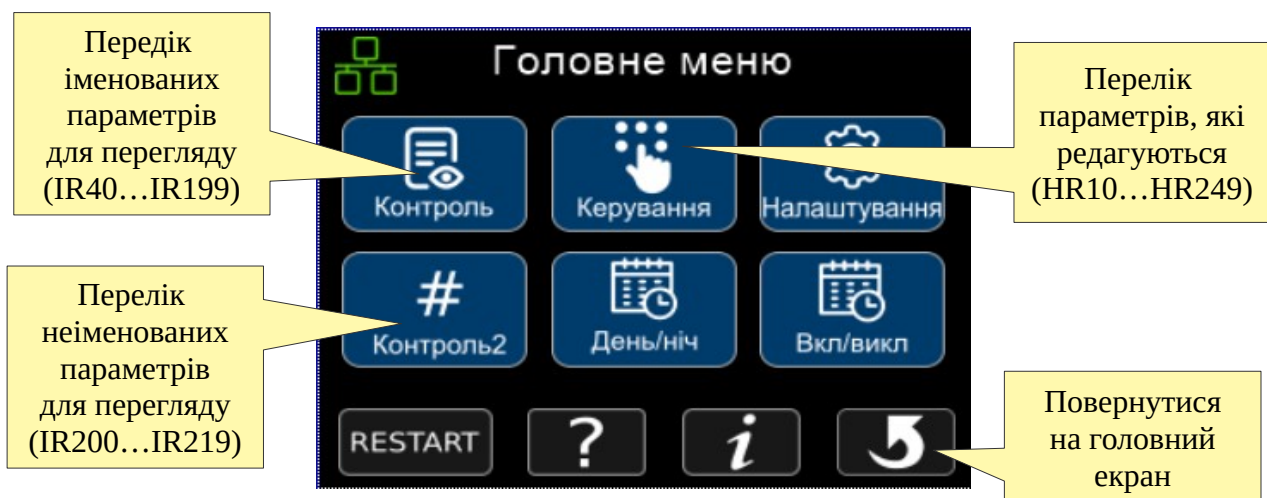 Передік
іменованих
параметрів
для перегляду
(IR40…IR199)
Головне меню
Перелік
параметрів, які
редагуються
(HR10…HR249)
Контроль
Керування
Налаштування
Перелік
неіменованих
параметрів
для перегляду
(IR200…IR219)
#
Контроль2
День/ніч
Вкл/викл
RESTART
?
i
Повернутися
на головний
екран